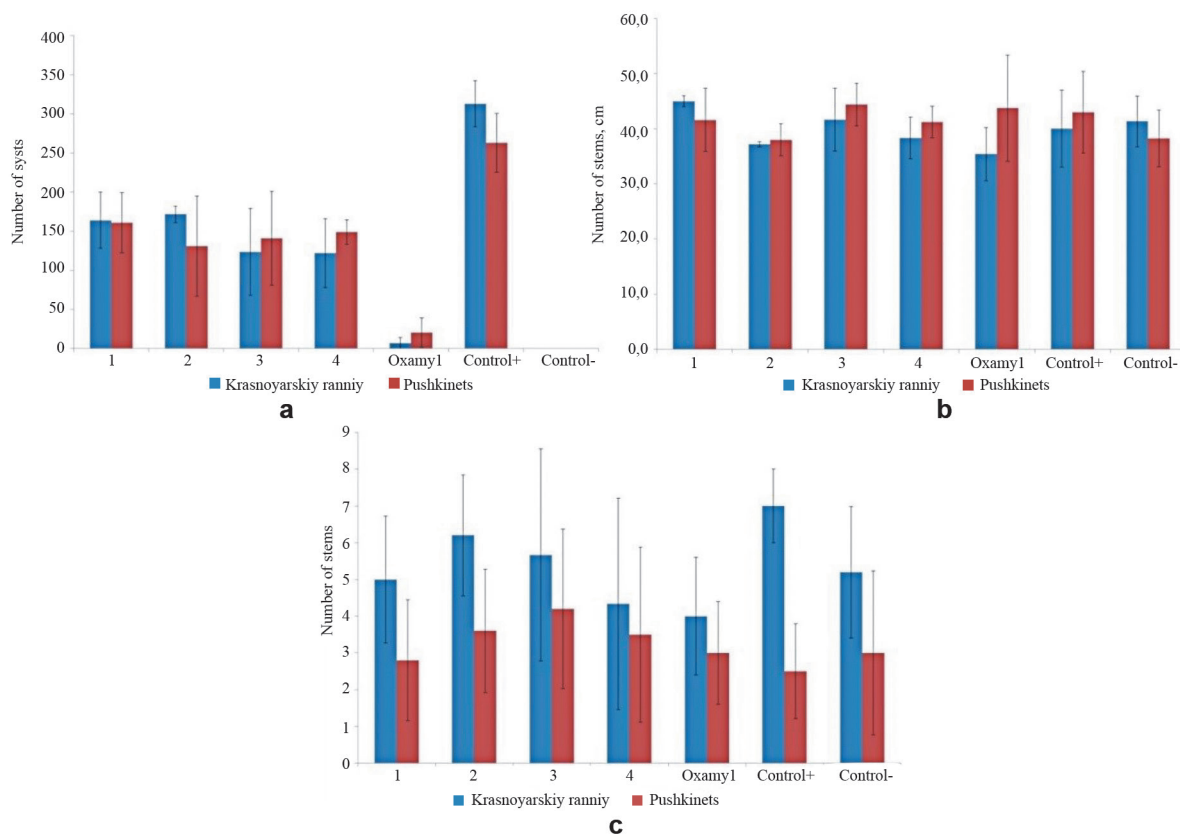 400
350
300
250
200
150
100
50
0
Number of systs
1 2 3 4 Oxamy1 Control+ Control-
Krasnoyarskiy ranniy Pushkinets
a
60,0
50,0
40,0
30,0
20,0
10,0
0,0
Number of stems, cm
1 2 3 4 Oxamy1 Control+ Control-
Krasnoyarskiy ranniy Pushkinets
b
9
8
7
6
5
4
3
2
1
0
Number of stems
1 2 3 4 Oxamy1 Control+ Control-
Krasnoyarskiy ranniy Pushkinets
c